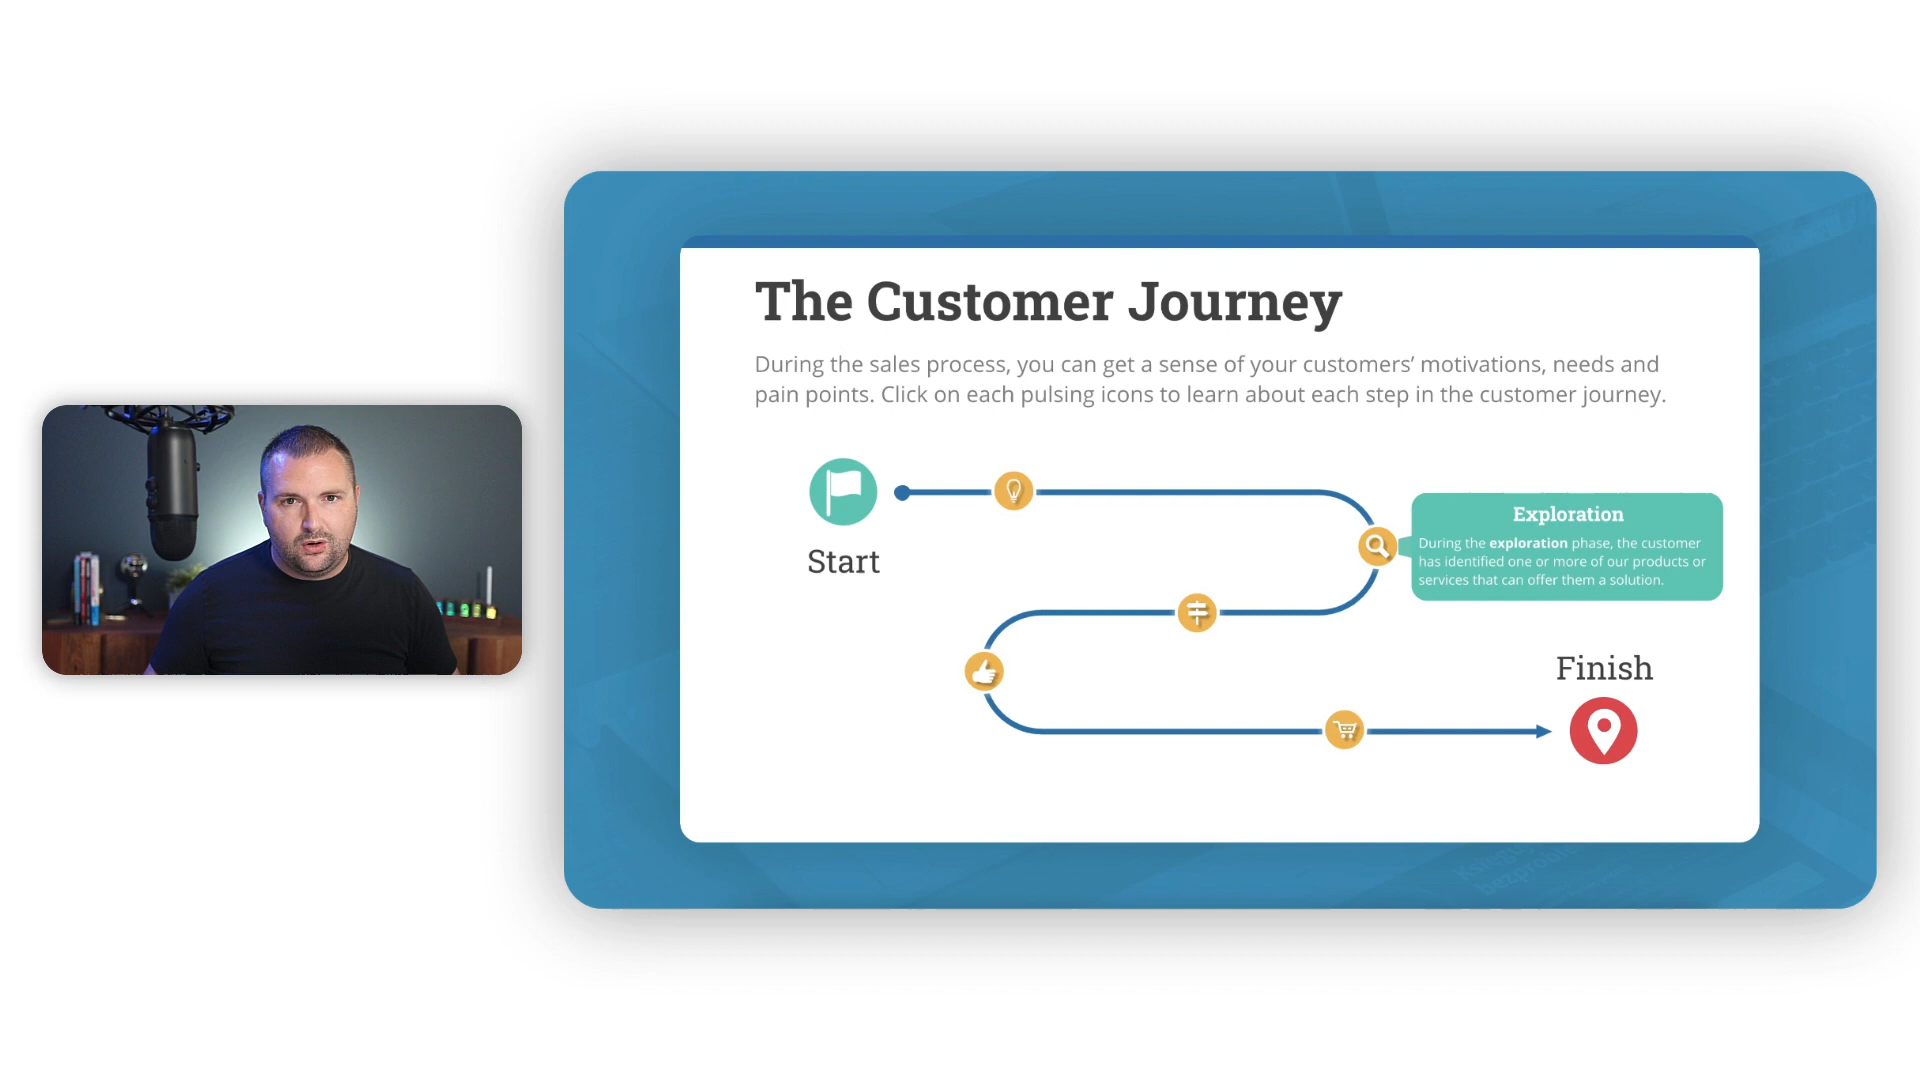 The Customer Journey
During the sales process, you can get a sense of your customers’ motivations, needs and
pain points. Click on each pulsing icons to learn about each step in the customer journey.
Start
Exploration
During the exploration phase, the customer
has identified one or more of our products or
services that can offer them a solution.
Finish